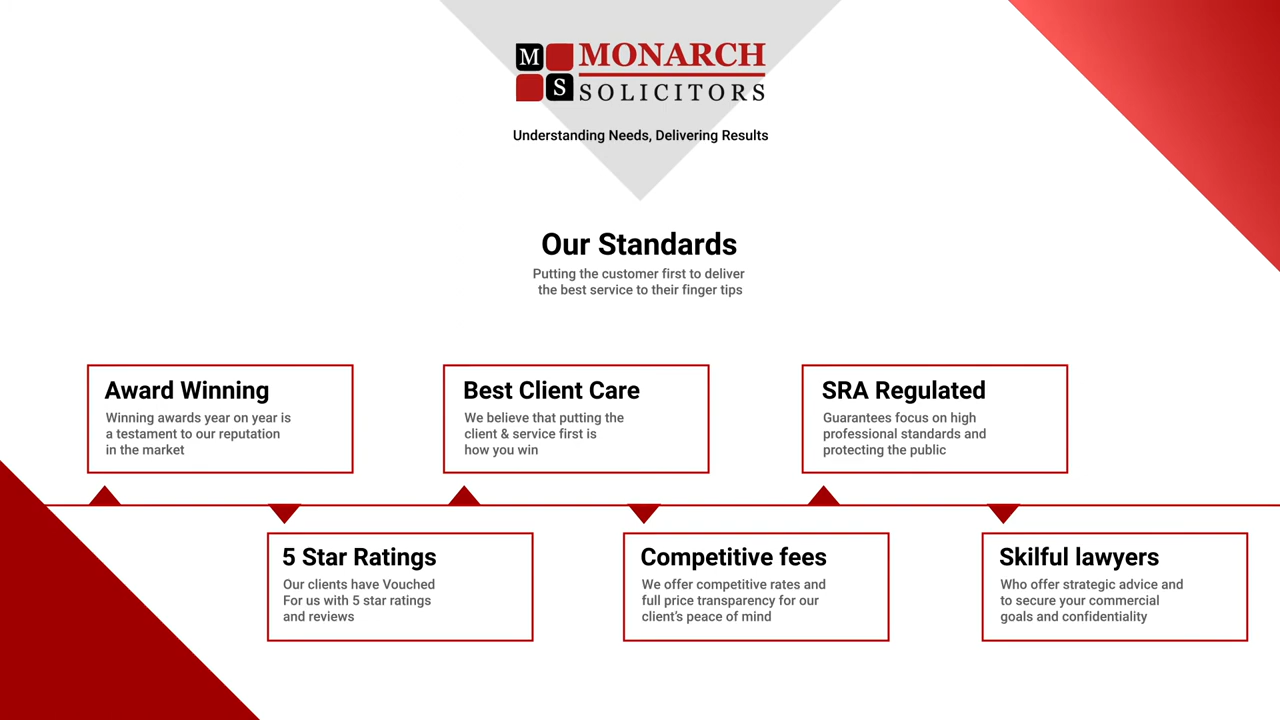 M MONARCH
S SOLICITORS
Understanding Needs, Delivering Results
Our Standards
Putting the customer first to deliver
the best service to their finger tips
Award Winning
Winning awards year on year is
a testament to our reputation
in the market
Best Client Care
We believe that putting the
client & service first is
how you win
SRA Regulated
Guarantees focus on high
professional standards and
protecting the public
5 Star Ratings
Our clients have Vouched
For us with 5 star ratings
and reviews
Competitive fees
We offer competitive rates and
full price transparency for our
client's peace of mind
Skilful lawyers
Who offer strategic advice and
to secure your commercial
goals and confidentiality